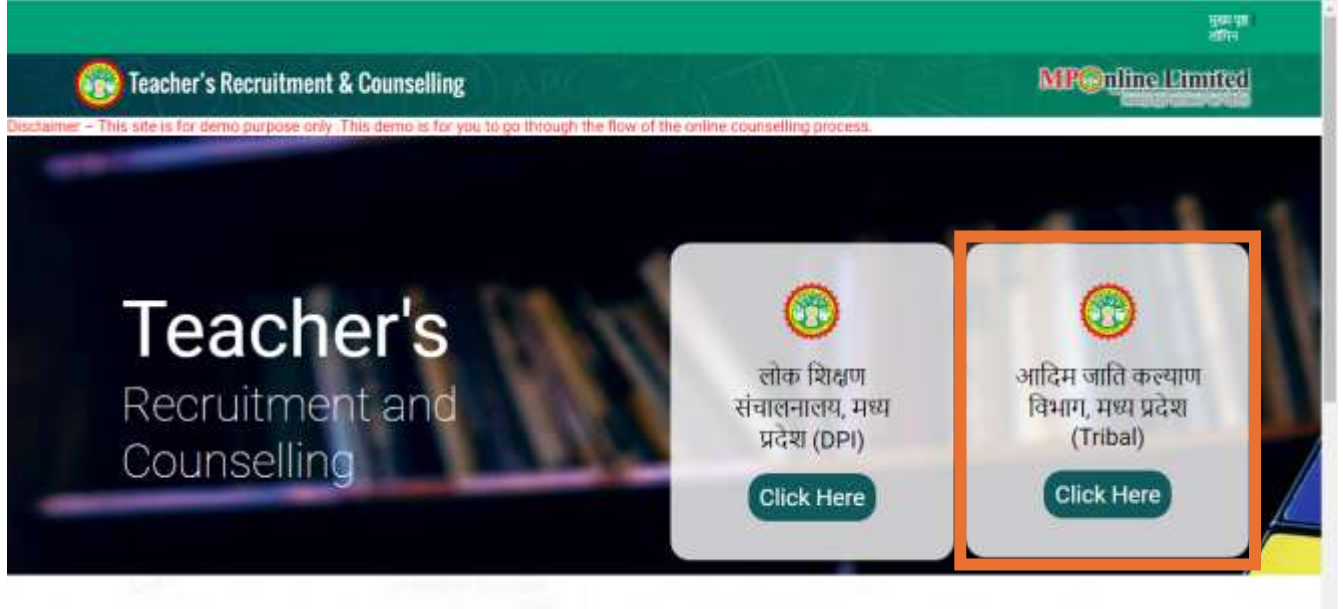 मुख्य पृष्ठ
लॉगिन
Teacher's Recruitment & Counselling
MPOnline Limited
Disclaimer – This site is for demo purpose only .This demo is for you to go through the flow of the online counselling process.
Teacher's
Recruitment and
Counselling
लोक शिक्षण
संचालनालय, मध्य
प्रदेश (DPI)
Click Here
आदिम जाति कल्याण
विभाग, मध्य प्रदेश
(Tribal)
Click Here